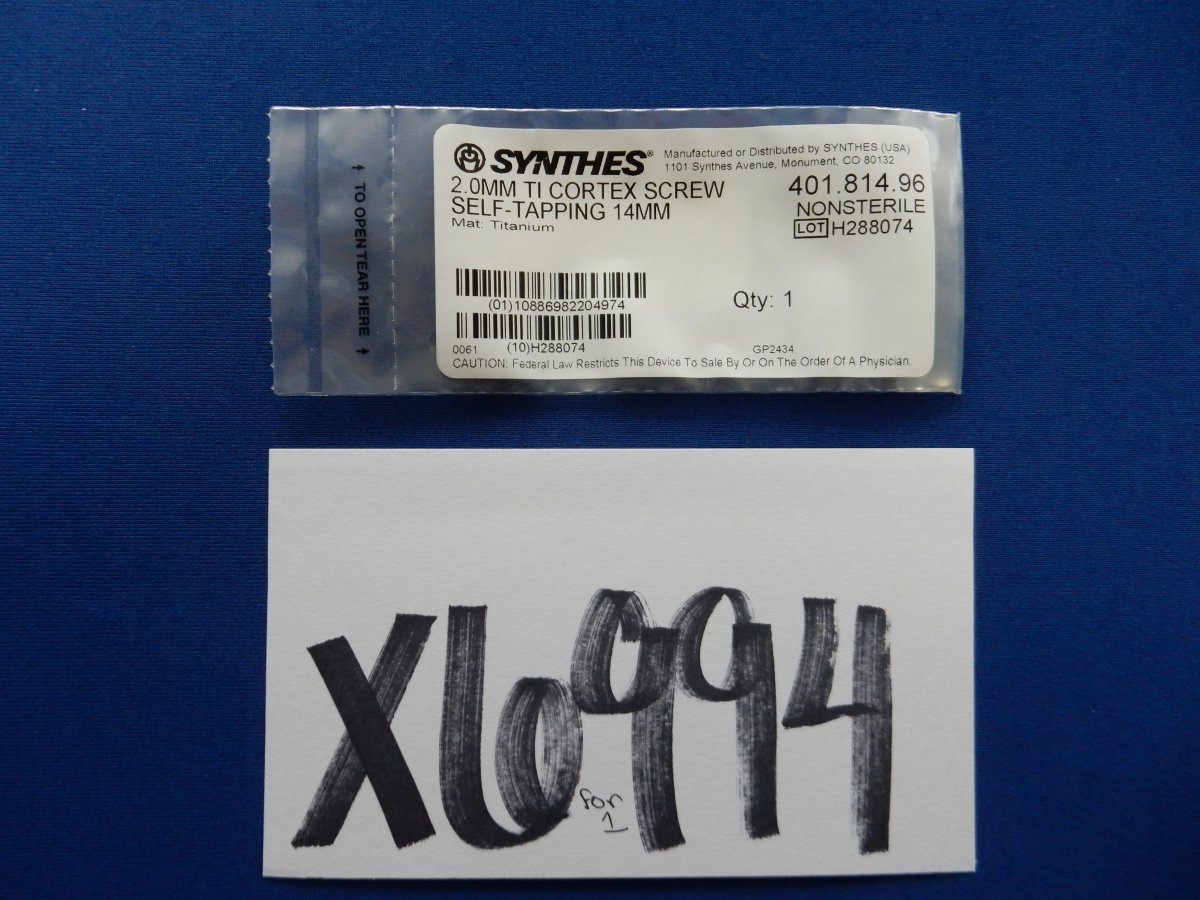 ↑ TO OPEN TEAR HERE ↑
SYNTHES®
Manufactured or Distributed by SYNTHES (USA)
1101 Synthes Avenue, Monument, CO 80132
2.0MM TI CORTEX SCREW
SELF-TAPPING 14MM
Mat: Titanium
401.814.96
NONSTERILE
LOT H288074
(01)10886982204974
Qty: 1
(10)H288074
0061
GP2434
CAUTION: Federal Law Restricts This Device To Sale By Or On The Order Of A Physician.
X6994
for
1